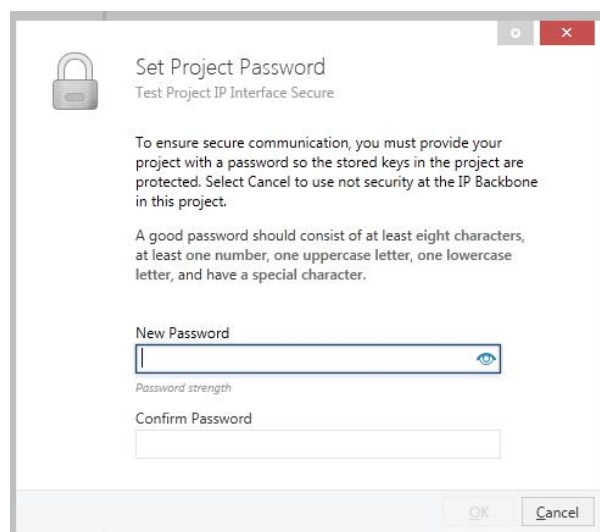 Set Project Password
Test Project IP Interface Secure
To ensure secure communication, you must provide your
project with a password so the stored keys in the project are
protected. Select Cancel to use not security at the IP Backbone
in this project.
A good password should consist of at least eight characters,
at least one number, one uppercase letter, one lowercase
letter, and have a special character.
New Password
Password strength
Confirm Password
OK
Cancel